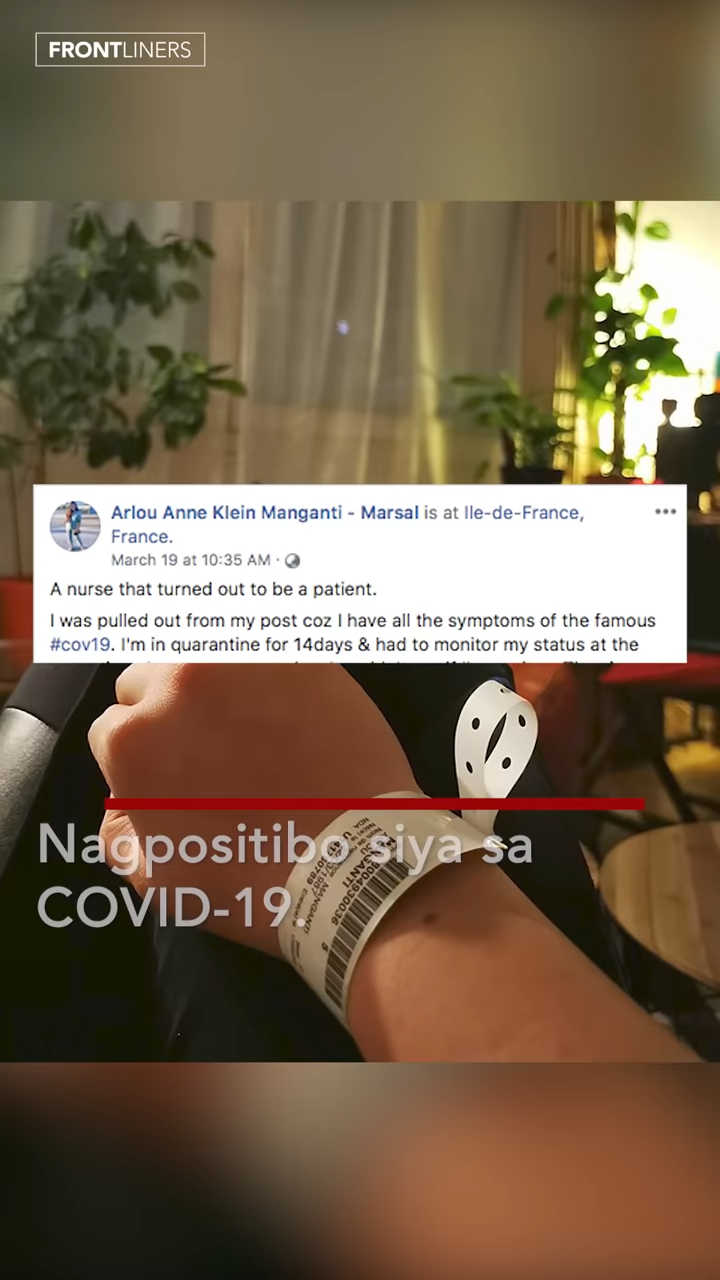 FRONTLINERS
Arlou Anne Klein Manganti - Marsal is at Ile-de-France,
France.
March 19 at 10:35 AM
A nurse that turned out to be a patient.
I was pulled out from my post coz I have all the symptoms of the famous
#cov19. I'm in quarantine for 14days & had to monitor my status at the
Nagpositibo siya sa
COVID-19.
MANGANTI